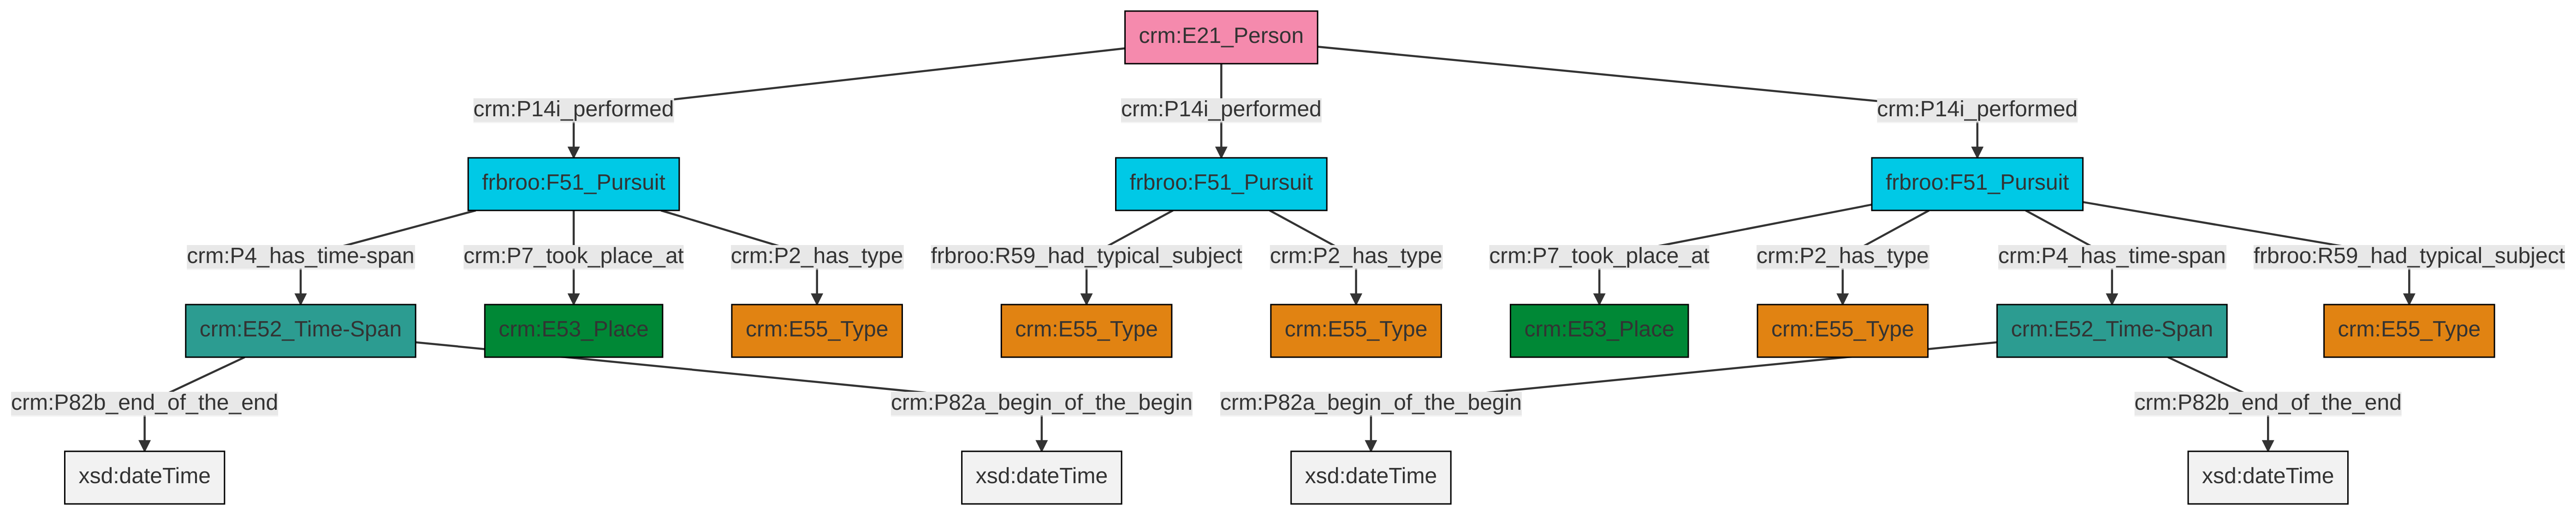 crm:E21_Person
crm:P14i_performed
crm:P14i_performed
crm:P14i_performed
frbroo:F51_Pursuit
frbroo:F51_Pursuit
frbroo:F51_Pursuit
crm:P4_has_time-span
crm:P7_took_place_at
crm:P2_has_type
frbroo:R59_had_typical_subject
crm:P2_has_type
crm:P7_took_place_at
crm:P2_has_type
crm:P4_has_time-span
frbroo:R59_had_typical_subject
crm:E52_Time-Span
crm:E53_Place
crm:E55_Type
crm:E55_Type
crm:E55_Type
crm:E53_Place
crm:E55_Type
crm:E52_Time-Span
crm:E55_Type
crm:P82b_end_of_the_end
crm:P82a_begin_of_the_begin
crm:P82a_begin_of_the_begin
crm:P82b_end_of_the_end
xsd:dateTime
xsd:dateTime
xsd:dateTime
xsd:dateTime